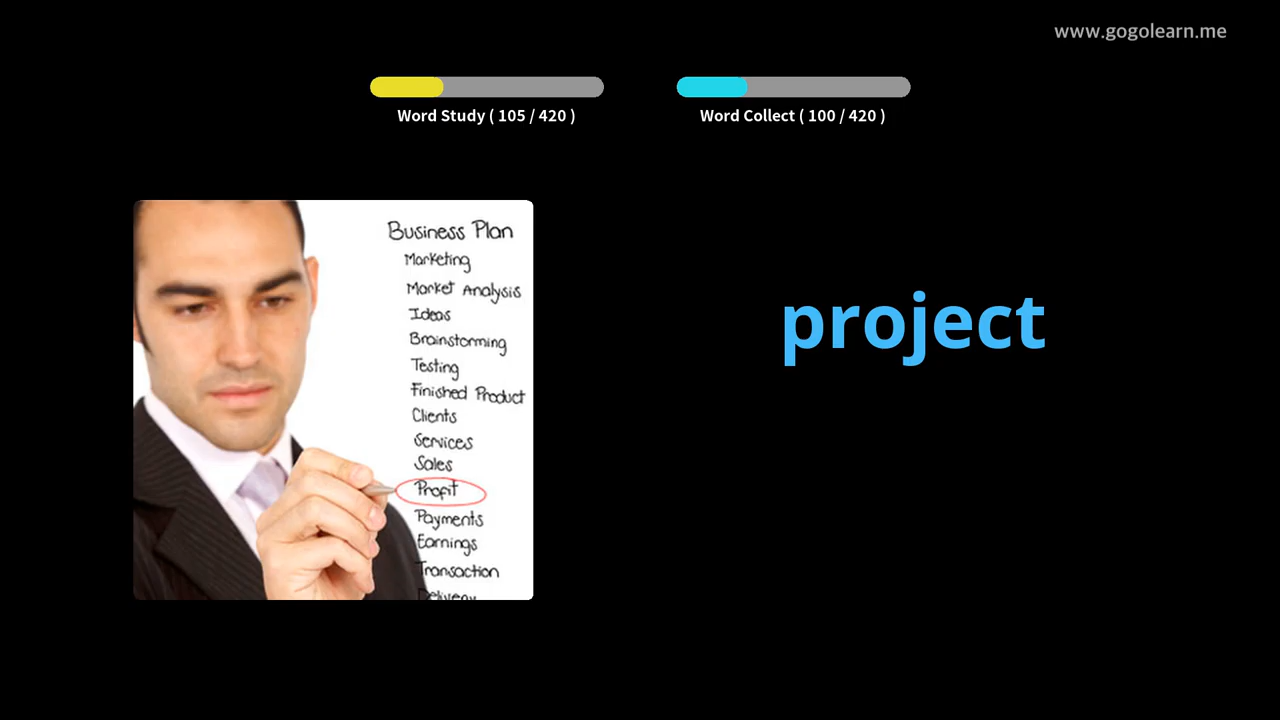 www.gogolearn.me
Word Study ( 105 / 420 )
Word Collect ( 100 / 420 )
Business Plan
Marketing
Market Analysis
Ideas
Brainstorming
Testing
Finished Product
Clients
Services
Sales
Profit
Payments
Earnings
Transaction
Delivery
project